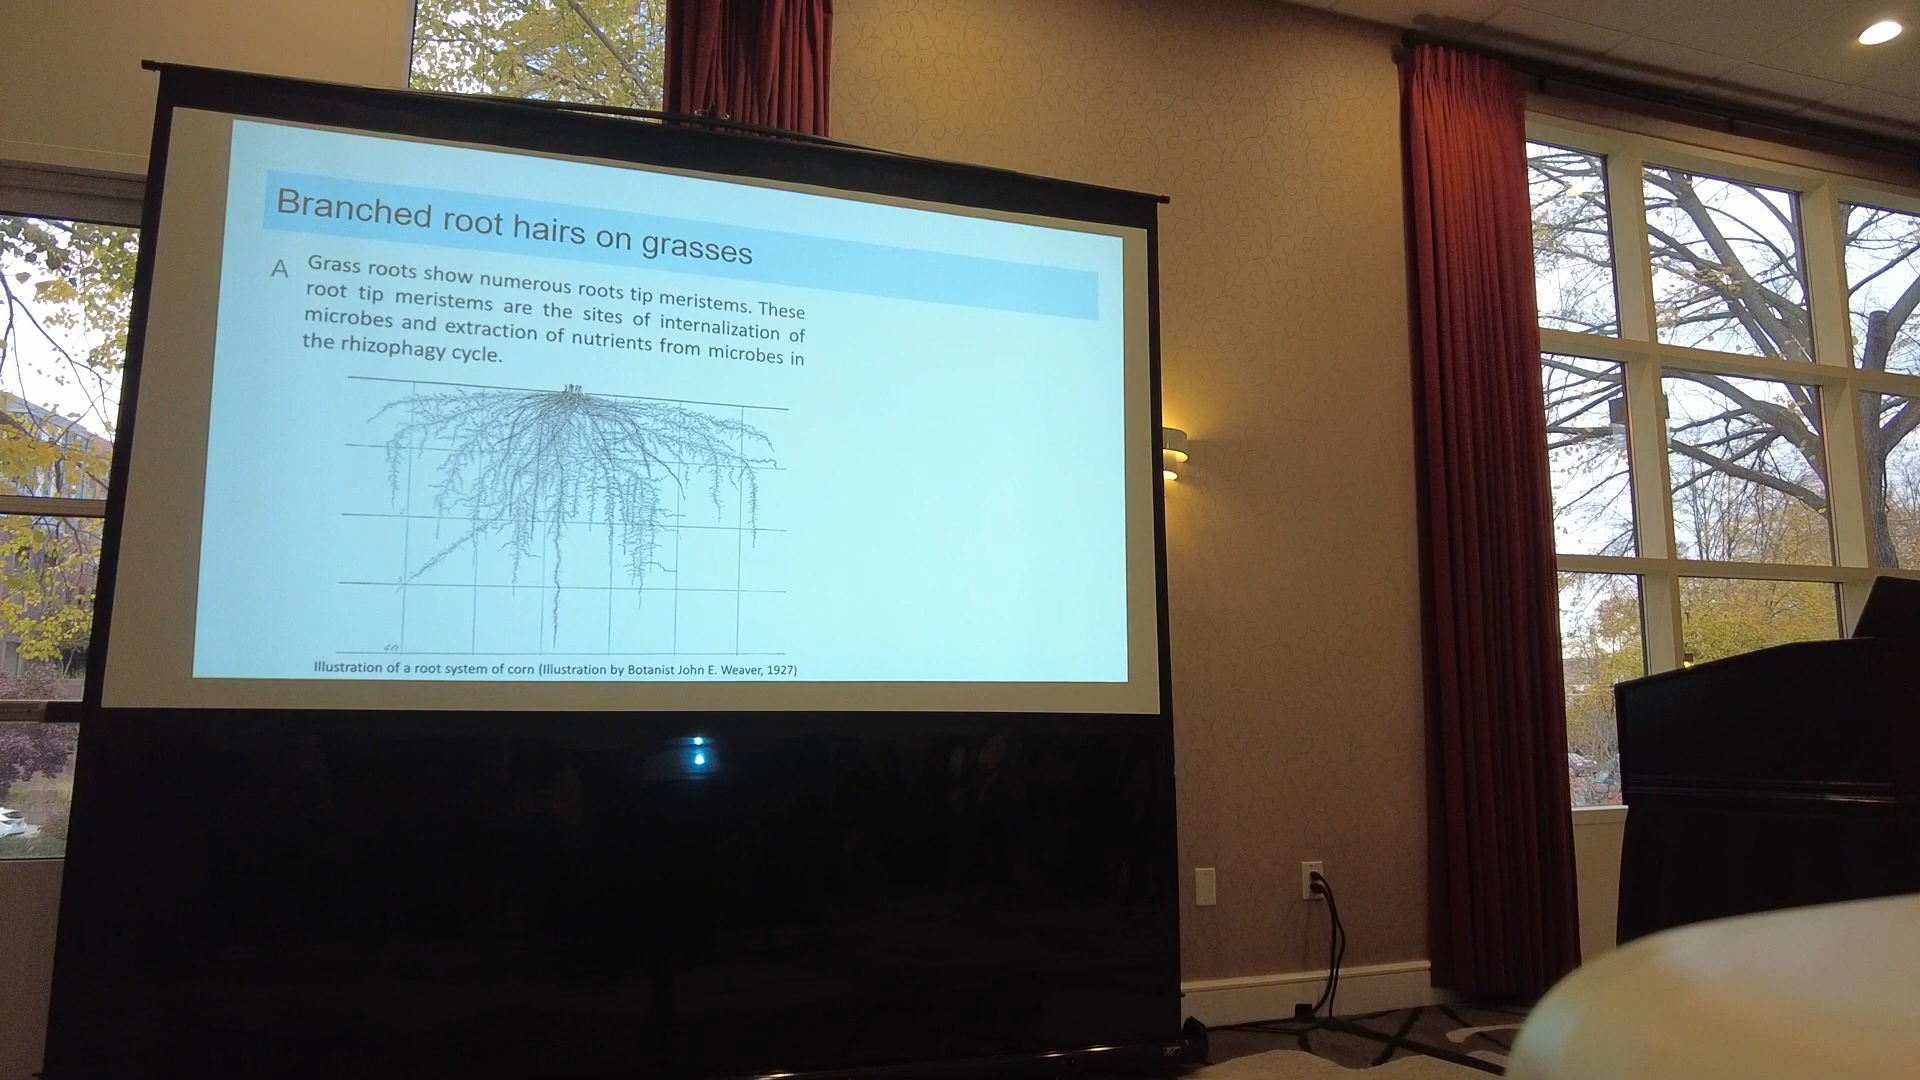 Branched root hairs on grasses
A
Grass roots show numerous roots tip meristems. These
root tip meristems are the sites of internalization of
microbes and extraction of nutrients from microbes in
the rhizophagy cycle.
Illustration of a root system of corn (Illustration by Botanist John E. Weaver, 1927)